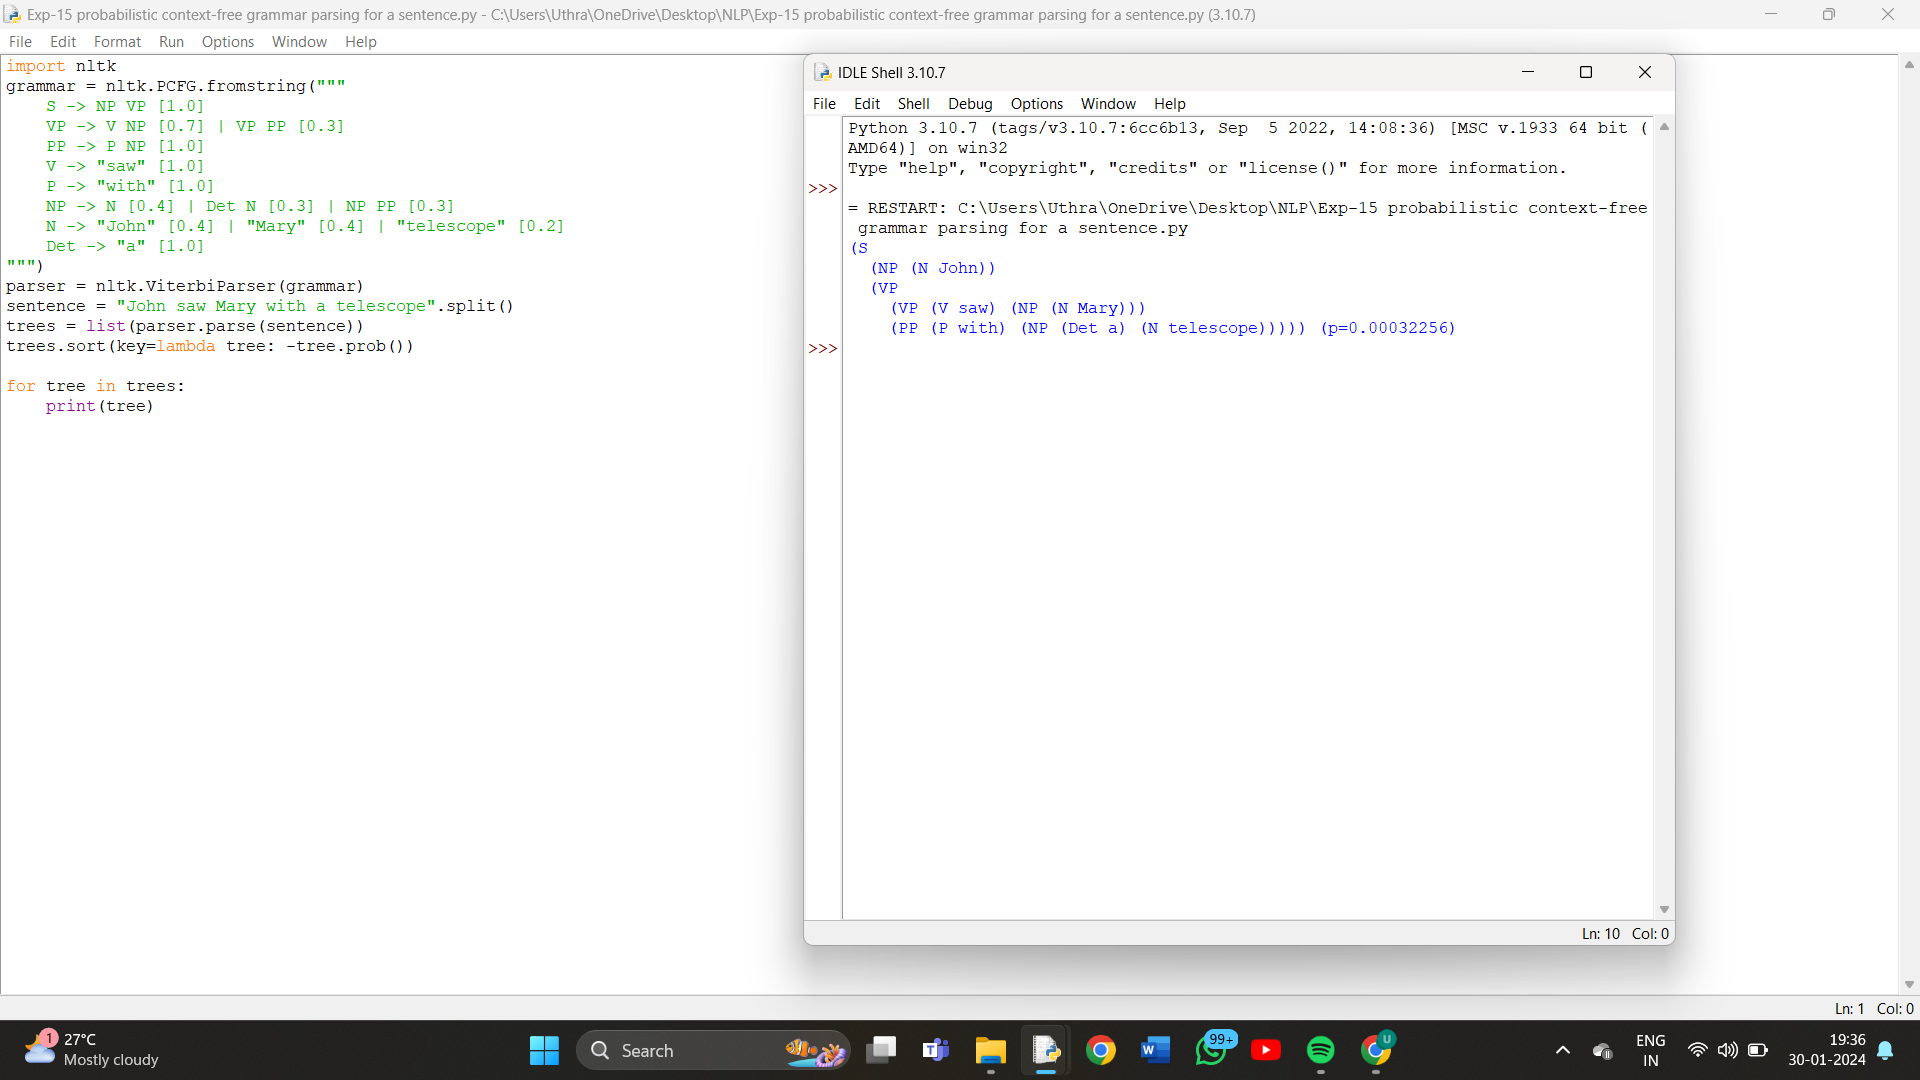 Exp-15 probabilistic context-free grammar parsing for a sentence.py - C:\Users\Uthra\OneDrive\Desktop\NLP\Exp-15 probabilistic context-free grammar parsing for a sentence.py (3.10.7)
File Edit Format Run Options Window Help
import nltk
grammar = nltk.PCFG.fromstring("""
    S -> NP VP [1.0]
    VP -> V NP [0.7] | VP PP [0.3]
    PP -> P NP [1.0]
    V -> "saw" [1.0]
    P -> "with" [1.0]
    NP -> N [0.4] | Det N [0.3] | NP PP [0.3]
    N -> "John" [0.4] | "Mary" [0.4] | "telescope" [0.2]
    Det -> "a" [1.0]
""")
parser = nltk.ViterbiParser(grammar)
sentence = "John saw Mary with a telescope".split()
trees = list(parser.parse(sentence))
trees.sort(key=lambda tree: -tree.prob())
for tree in trees:
    print(tree)
IDLE Shell 3.10.7
File Edit Shell Debug Options Window Help
Python 3.10.7 (tags/v3.10.7:6cc6b13, Sep  5 2022, 14:08:36) [MSC v.1933 64 bit (
AMD64)] on win32
Type "help", "copyright", "credits" or "license()" for more information.
>>>
= RESTART: C:\Users\Uthra\OneDrive\Desktop\NLP\Exp-15 probabilistic context-free
 grammar parsing for a sentence.py
(S
  (NP (N John))
  (VP
    (VP (V saw) (NP (N Mary)))
    (PP (P with) (NP (Det a) (N telescope))))) (p=0.00032256)
>>>
Ln: 10 Col: 0
Ln: 1 Col: 0
1
27°C
Mostly cloudy
Search
99+
U
ENG
IN
19:36
30-01-2024